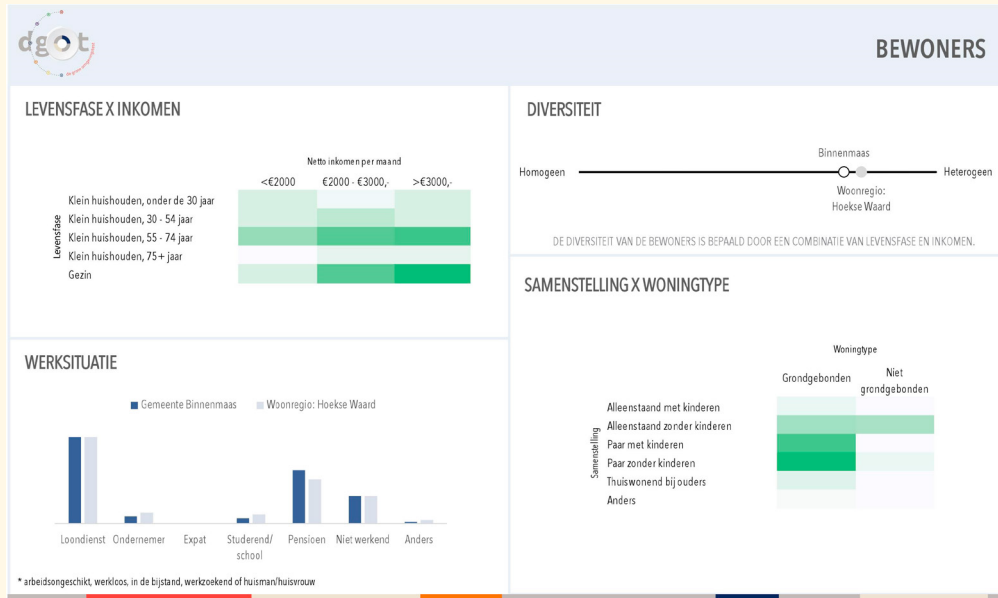 dgot
BEWONERS
LEVENSFASE X INKOMEN
Netto inkomen per maand
<€2000 €2000 - €3000,- >€3000,-
Levensfase
Klein huishouden, onder de 30 jaar
Klein huishouden, 30 - 54 jaar
Klein huishouden, 55 - 74 jaar
Klein huishouden, 75+ jaar
Gezin
WERKSITUATIE
Gemeente Binnenmaas Woonregio: Hoekse Waard
Loondienst Ondernemer Expat Studerend/ Pensioen Niet werkend Anders
school
* arbeidsongeschikt, werkloos, in de bijstand, werkzoekend of huisman/huisvrouw
DIVERSITEIT
Binnenmaas
Homogeen Heterogeen
Woonregio:
Hoekse Waard
DE DIVERSITEIT VAN DE BEWONERS IS BEPAALD DOOR EEN COMBINATIE VAN LEVENSFASE EN INKOMEN.
SAMENSTELLING X WONINGTYPE
Woningtype
Grondgebonden Niet
grondgebonden
Samenstelling
Alleenstaand met kinderen
Alleenstaand zonder kinderen
Paar met kinderen
Paar zonder kinderen
Thuiswonend bij ouders
Anders